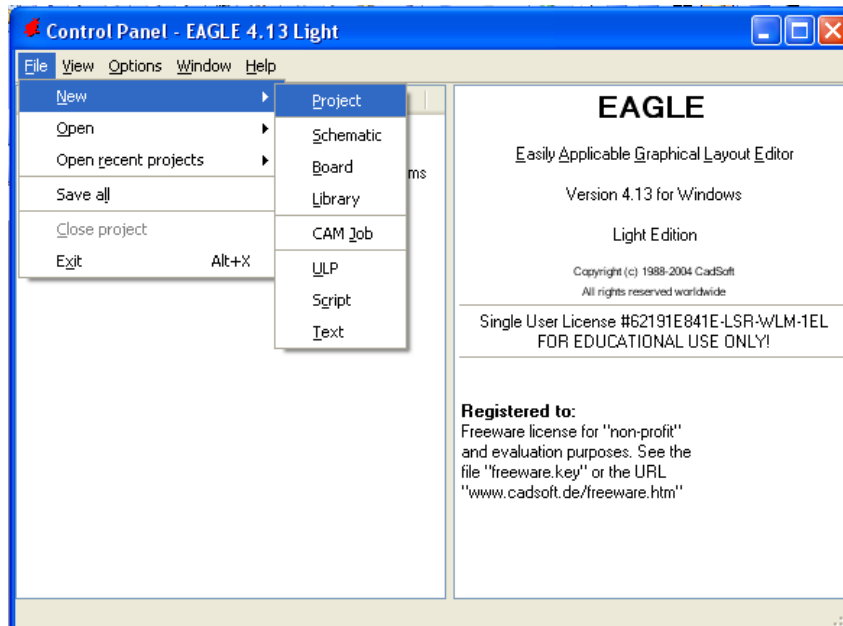 Control Panel - EAGLE 4.13 Light
File View Options Window Help
New
Open
Open recent projects
Save all
Close project
Exit Alt+X
Project
Schematic
Board
Library
CAM Job
ULP
Script
Text
ms
EAGLE
Easily Applicable Graphical Layout Editor
Version 4.13 for Windows
Light Edition
Copyright (c) 1988-2004 CadSoft
All rights reserved worldwide
Single User License #62191E841E-LSR-WLM-1EL
FOR EDUCATIONAL USE ONLY!
Registered to:
Freeware license for "non-profit"
and evaluation purposes. See the
file "freeware.key" or the URL
"www.cadsoft.de/freeware.htm"